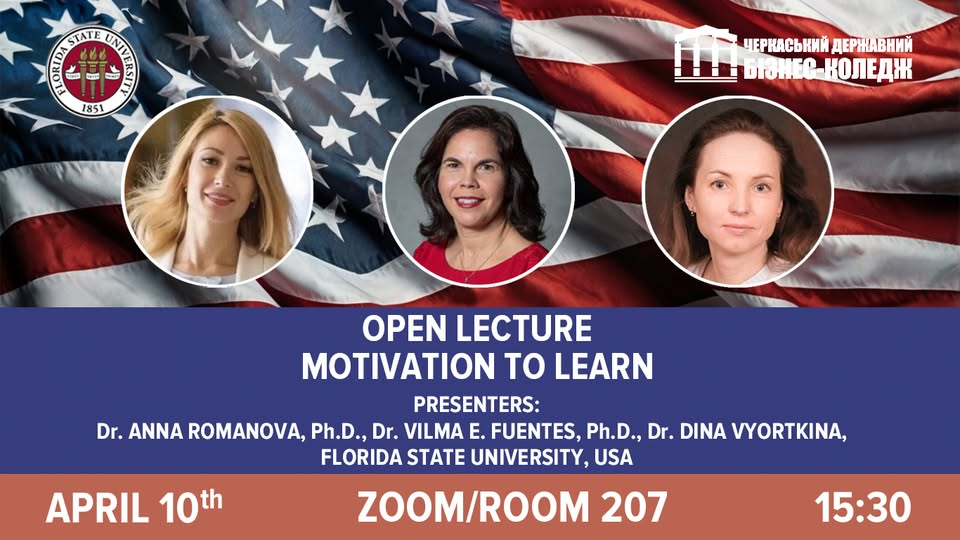 FLORIDA STATE UNIVERSITY
1851
ЧЕРКАСЬКИЙ ДЕРЖАВНИЙ
БІЗНЕС-КОЛЕДЖ
OPEN LECTURE
MOTIVATION TO LEARN
PRESENTERS:
Dr. ANNA ROMANOVA, Ph.D., Dr. VILMA E. FUENTES, Ph.D., Dr. DINA VYORTKINA,
FLORIDA STATE UNIVERSITY, USA
APRIL 10th
ZOOM/ROOM 207
15:30